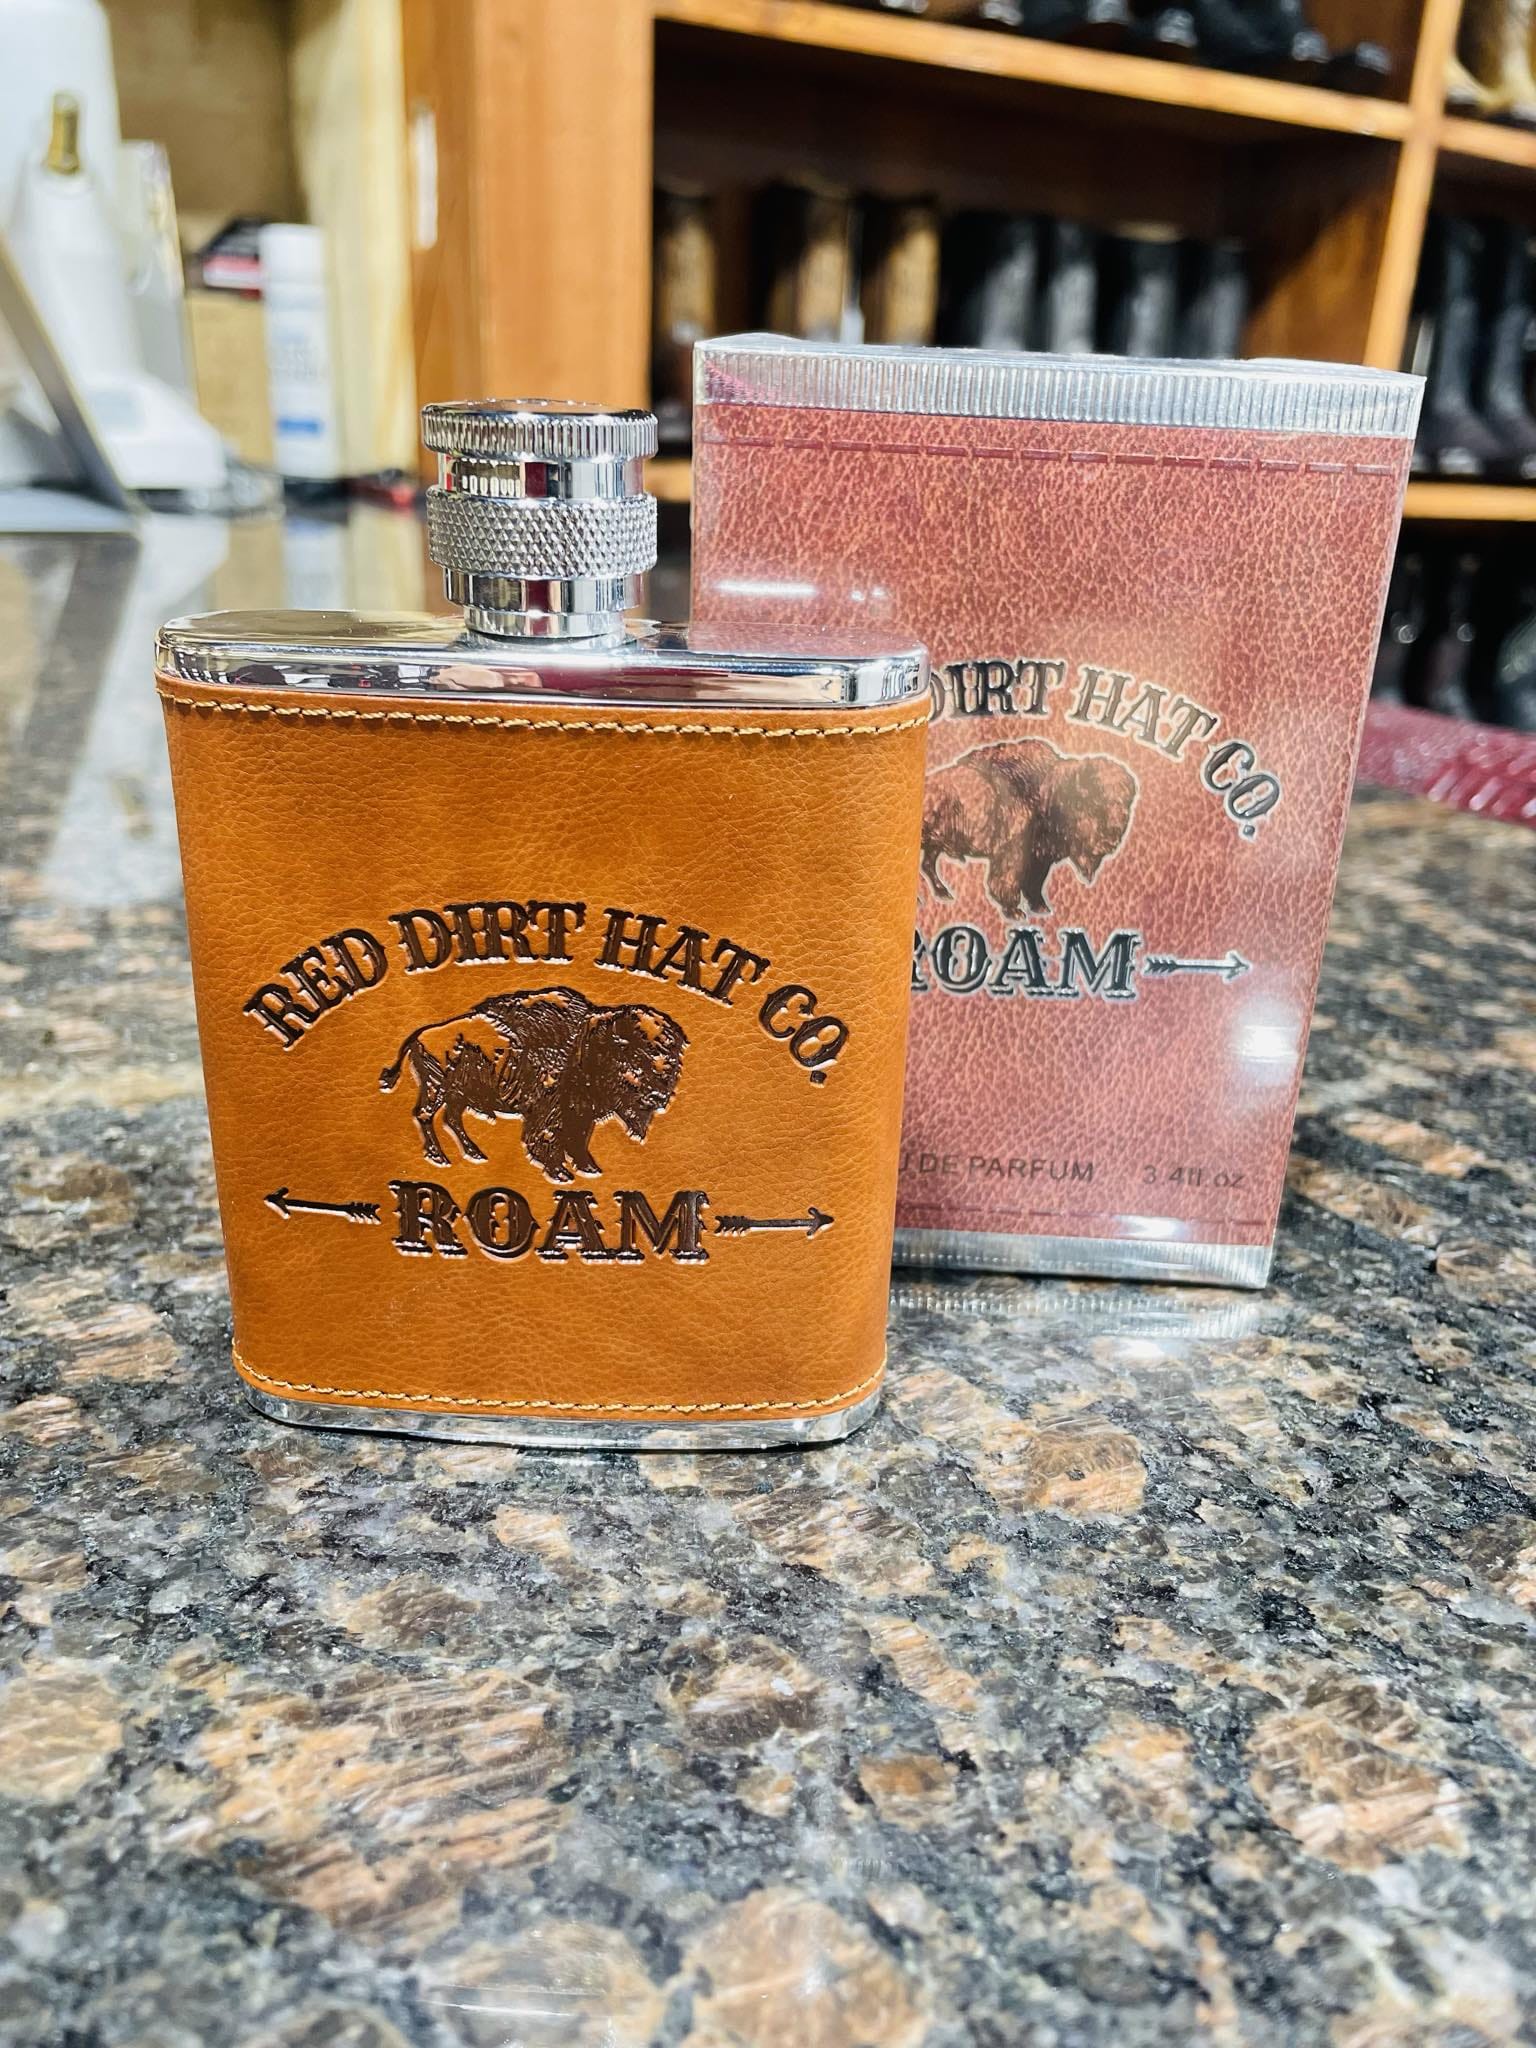 RED DIRT HAT CO.
ROAM
DIRT HAT CO.
ROAM
DE PARFUM 3.4fl oz